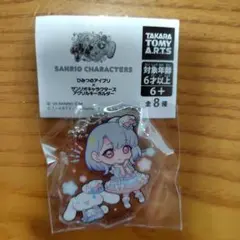 TAKARA
TOMY
ARTS
SANRIO CHARACTERS
対象年齢
6才以上
6+
全8種
ひみつのアイプリ
×
サンリオキャラクターズ
アクリルキーホルダー